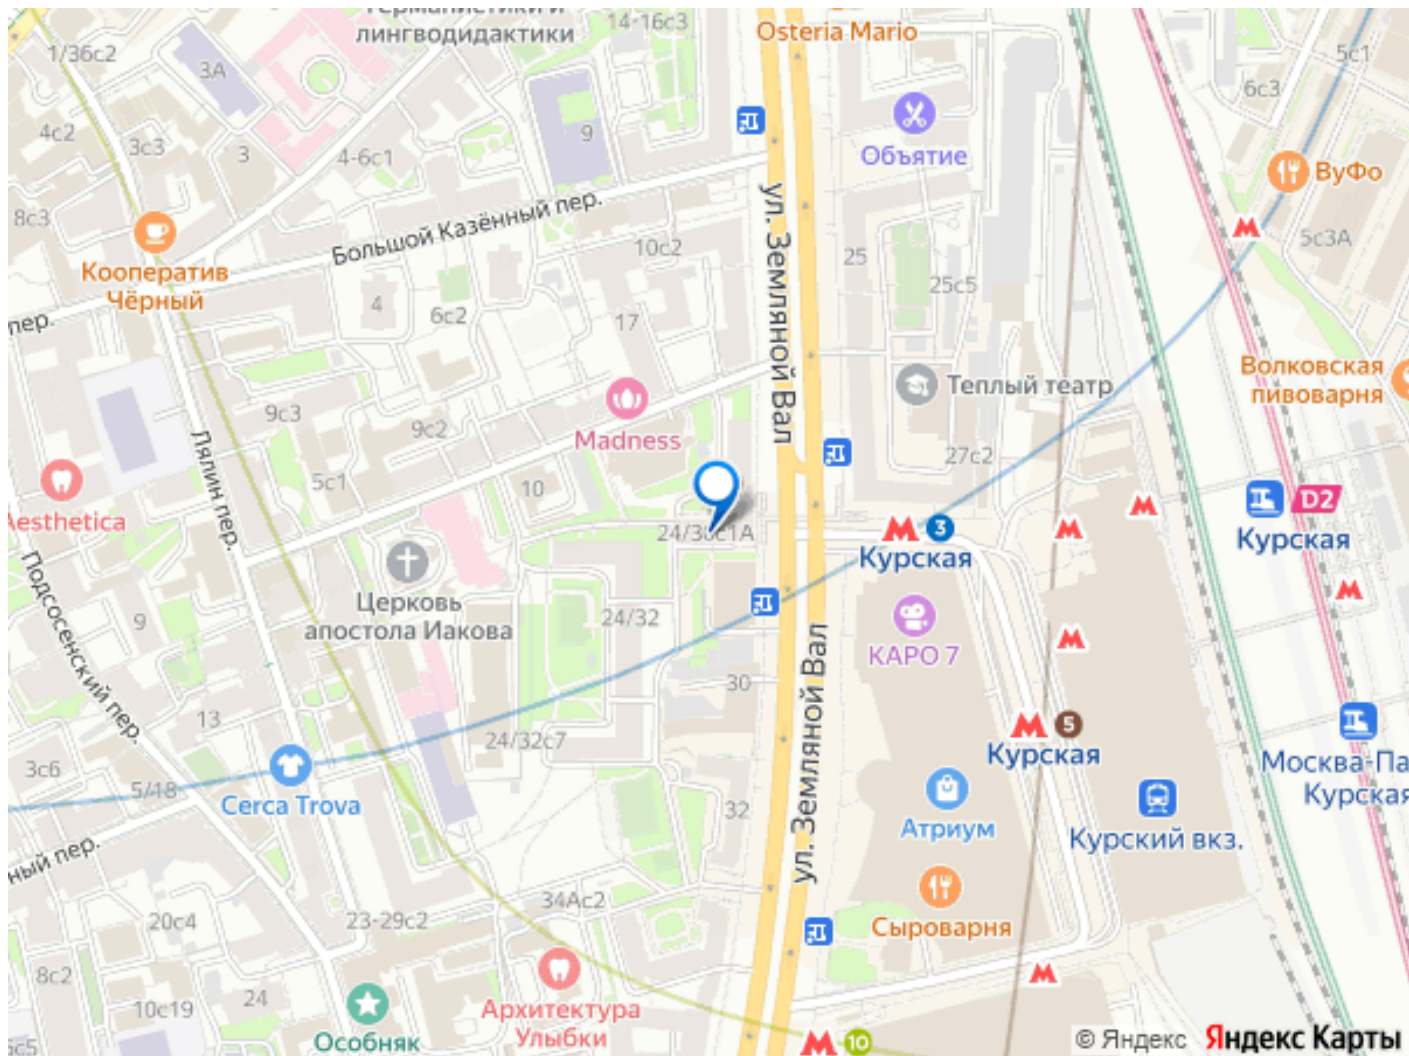 германистики и
лингводидактики
14-16с3
Osteria Mario
1/36с2
3А
5с1
6с3
4с2
3с3
3
4-6с1
9
Объятие
ВуФо
8с3
Большой Казённый пер.
ул. Земляной Вал
10с2
25
5с3А
Кооператив
Чёрный
4
6с2
17
25с5
пер.
Теплый театр
Волковская
пивоварня
9с3
9с2
Madness
27с2
Лялин пер.
5с1
10
Aesthetica
24/30с1А
3
Курская
D2
Курская
Подсосенский пер.
Церковь
апостола Иакова
9
24/32
КАРО 7
ул. Земляной Вал
30
13
24/32с7
5
Курская
Москва-Па
Курская
3с6
5/18
Cerca Trova
32
Атриум
Курский вкз.
ный пер.
34Ас2
20с4
23-29с2
Сыроварня
8с2
10с19
24
Архитектура
Улыбки
Особняк
10
© Яндекс Яндекс Карты